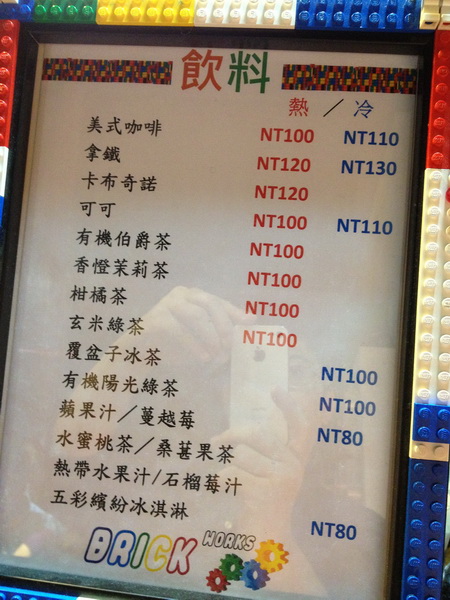 飲料
熱／冷
美式咖啡 NT100 NT110
拿鐵 NT120 NT130
卡布奇諾 NT120
可可 NT100 NT110
有機伯爵茶 NT100
香橙茉莉茶 NT100
柑橘茶 NT100
玄米綠茶 NT100
覆盆子冰茶 NT100
有機陽光綠茶 NT100
蘋果汁／蔓越莓 NT80
水蜜桃茶／桑葚果茶
熱帶水果汁/石榴莓汁
五彩繽紛冰淇淋 NT80
BRICK WORKS